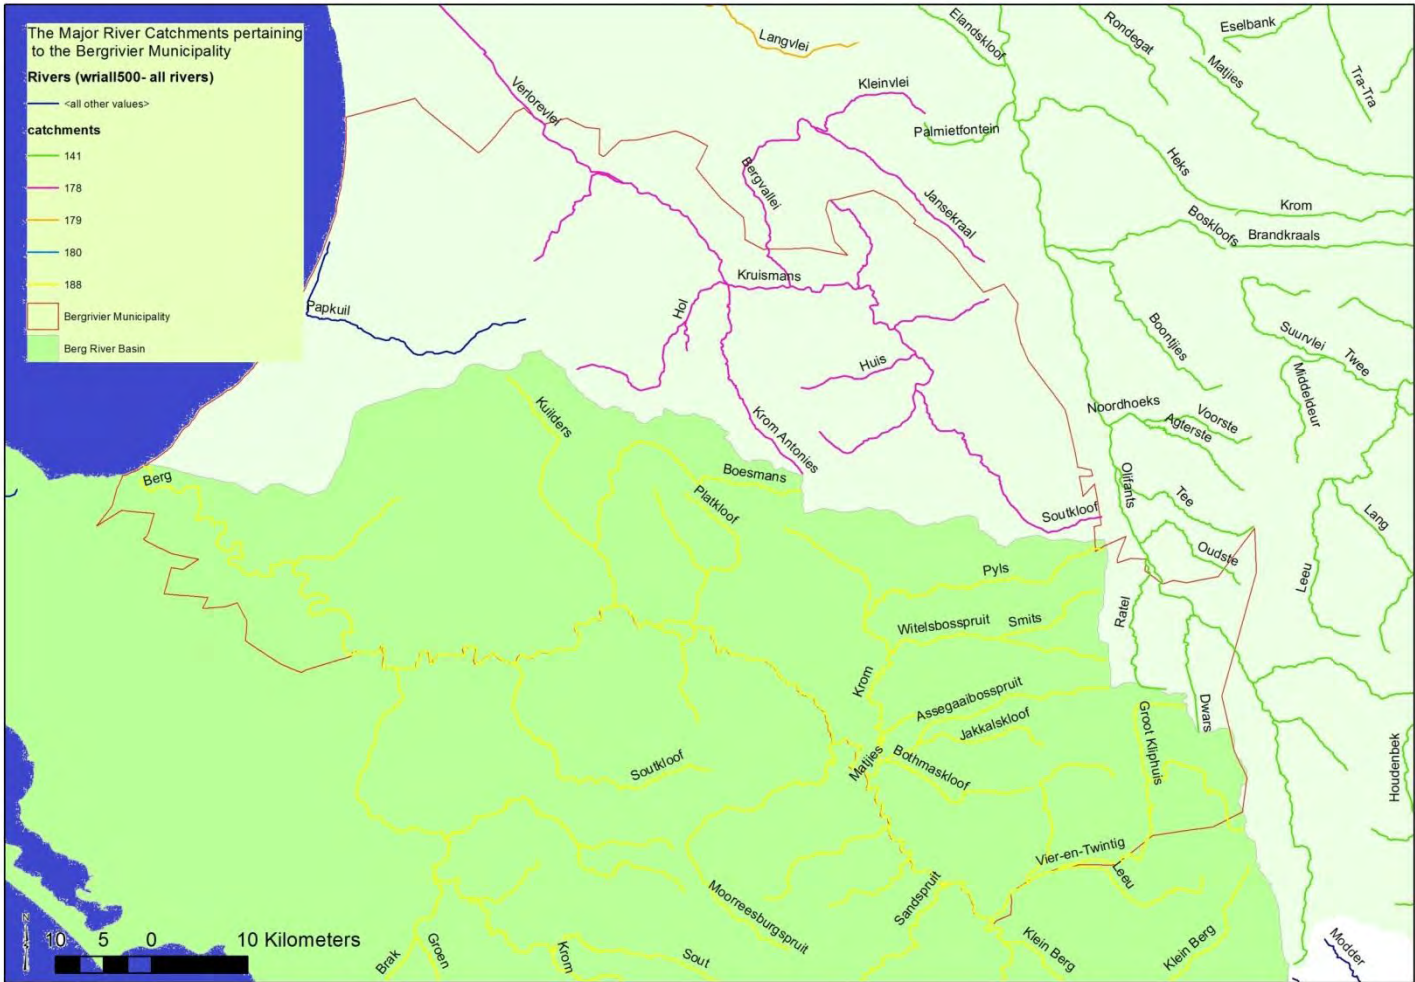 The Major River Catchments pertaining
to the Bergrivier Municipality
Rivers (wriall500- all rivers)
<all other values>
catchments
141
178
179
180
188
Bergrivier Municipality
Berg River Basin
Langvlei
Elandskloof
Rondegat
Eselbank
Matjies
Tra-Tra
Verlorevlei
Kleinvlei
Palmietfontein
Heks
Bergvallei
Jansekraal
Krom
Boskloofs
Brandkraals
Kruismans
Papkuil
Hol
Boontjies
Suurvlei
Twee
Huis
Middeldeur
Kuilders
Krom Antonies
Noordhoeks
Voorste
Agterste
Berg
Boesmans
Platkloof
Olifants
Tee
Soutkloof
Lang
Oudste
Pyls
Leeu
Ratel
Witelsbosspruit
Smits
Krom
Assegaaibosspruit
Jakkalskloof
Groot Kliphuis
Dwars
Soutkloof
Matjies
Bothmaskloof
Houdenbek
Vier-en-Twintig
Leeu
Moorreesburgspruit
Sandspruit
10 5 0 10 Kilometers
Brak
Groen
Krom
Sout
Klein Berg
Klein Berg
Modder